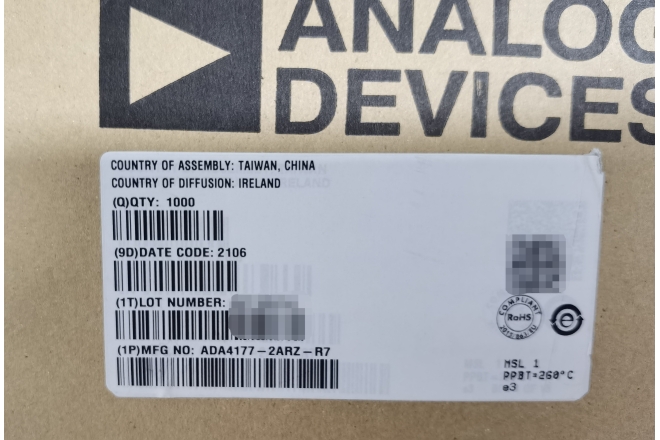 ANALOG
DEVICES
COUNTRY OF ASSEMBLY: TAIWAN, CHINA
COUNTRY OF DIFFUSION: IRELAND
(Q)QTY: 1000
(9D)DATE CODE: 2106
(1T)LOT NUMBER:
(1P)MFG NO: ADA4177-2ARZ-R7
COMPLIANT
RoHS
e
MSL 1
PPBT=260°C
e3